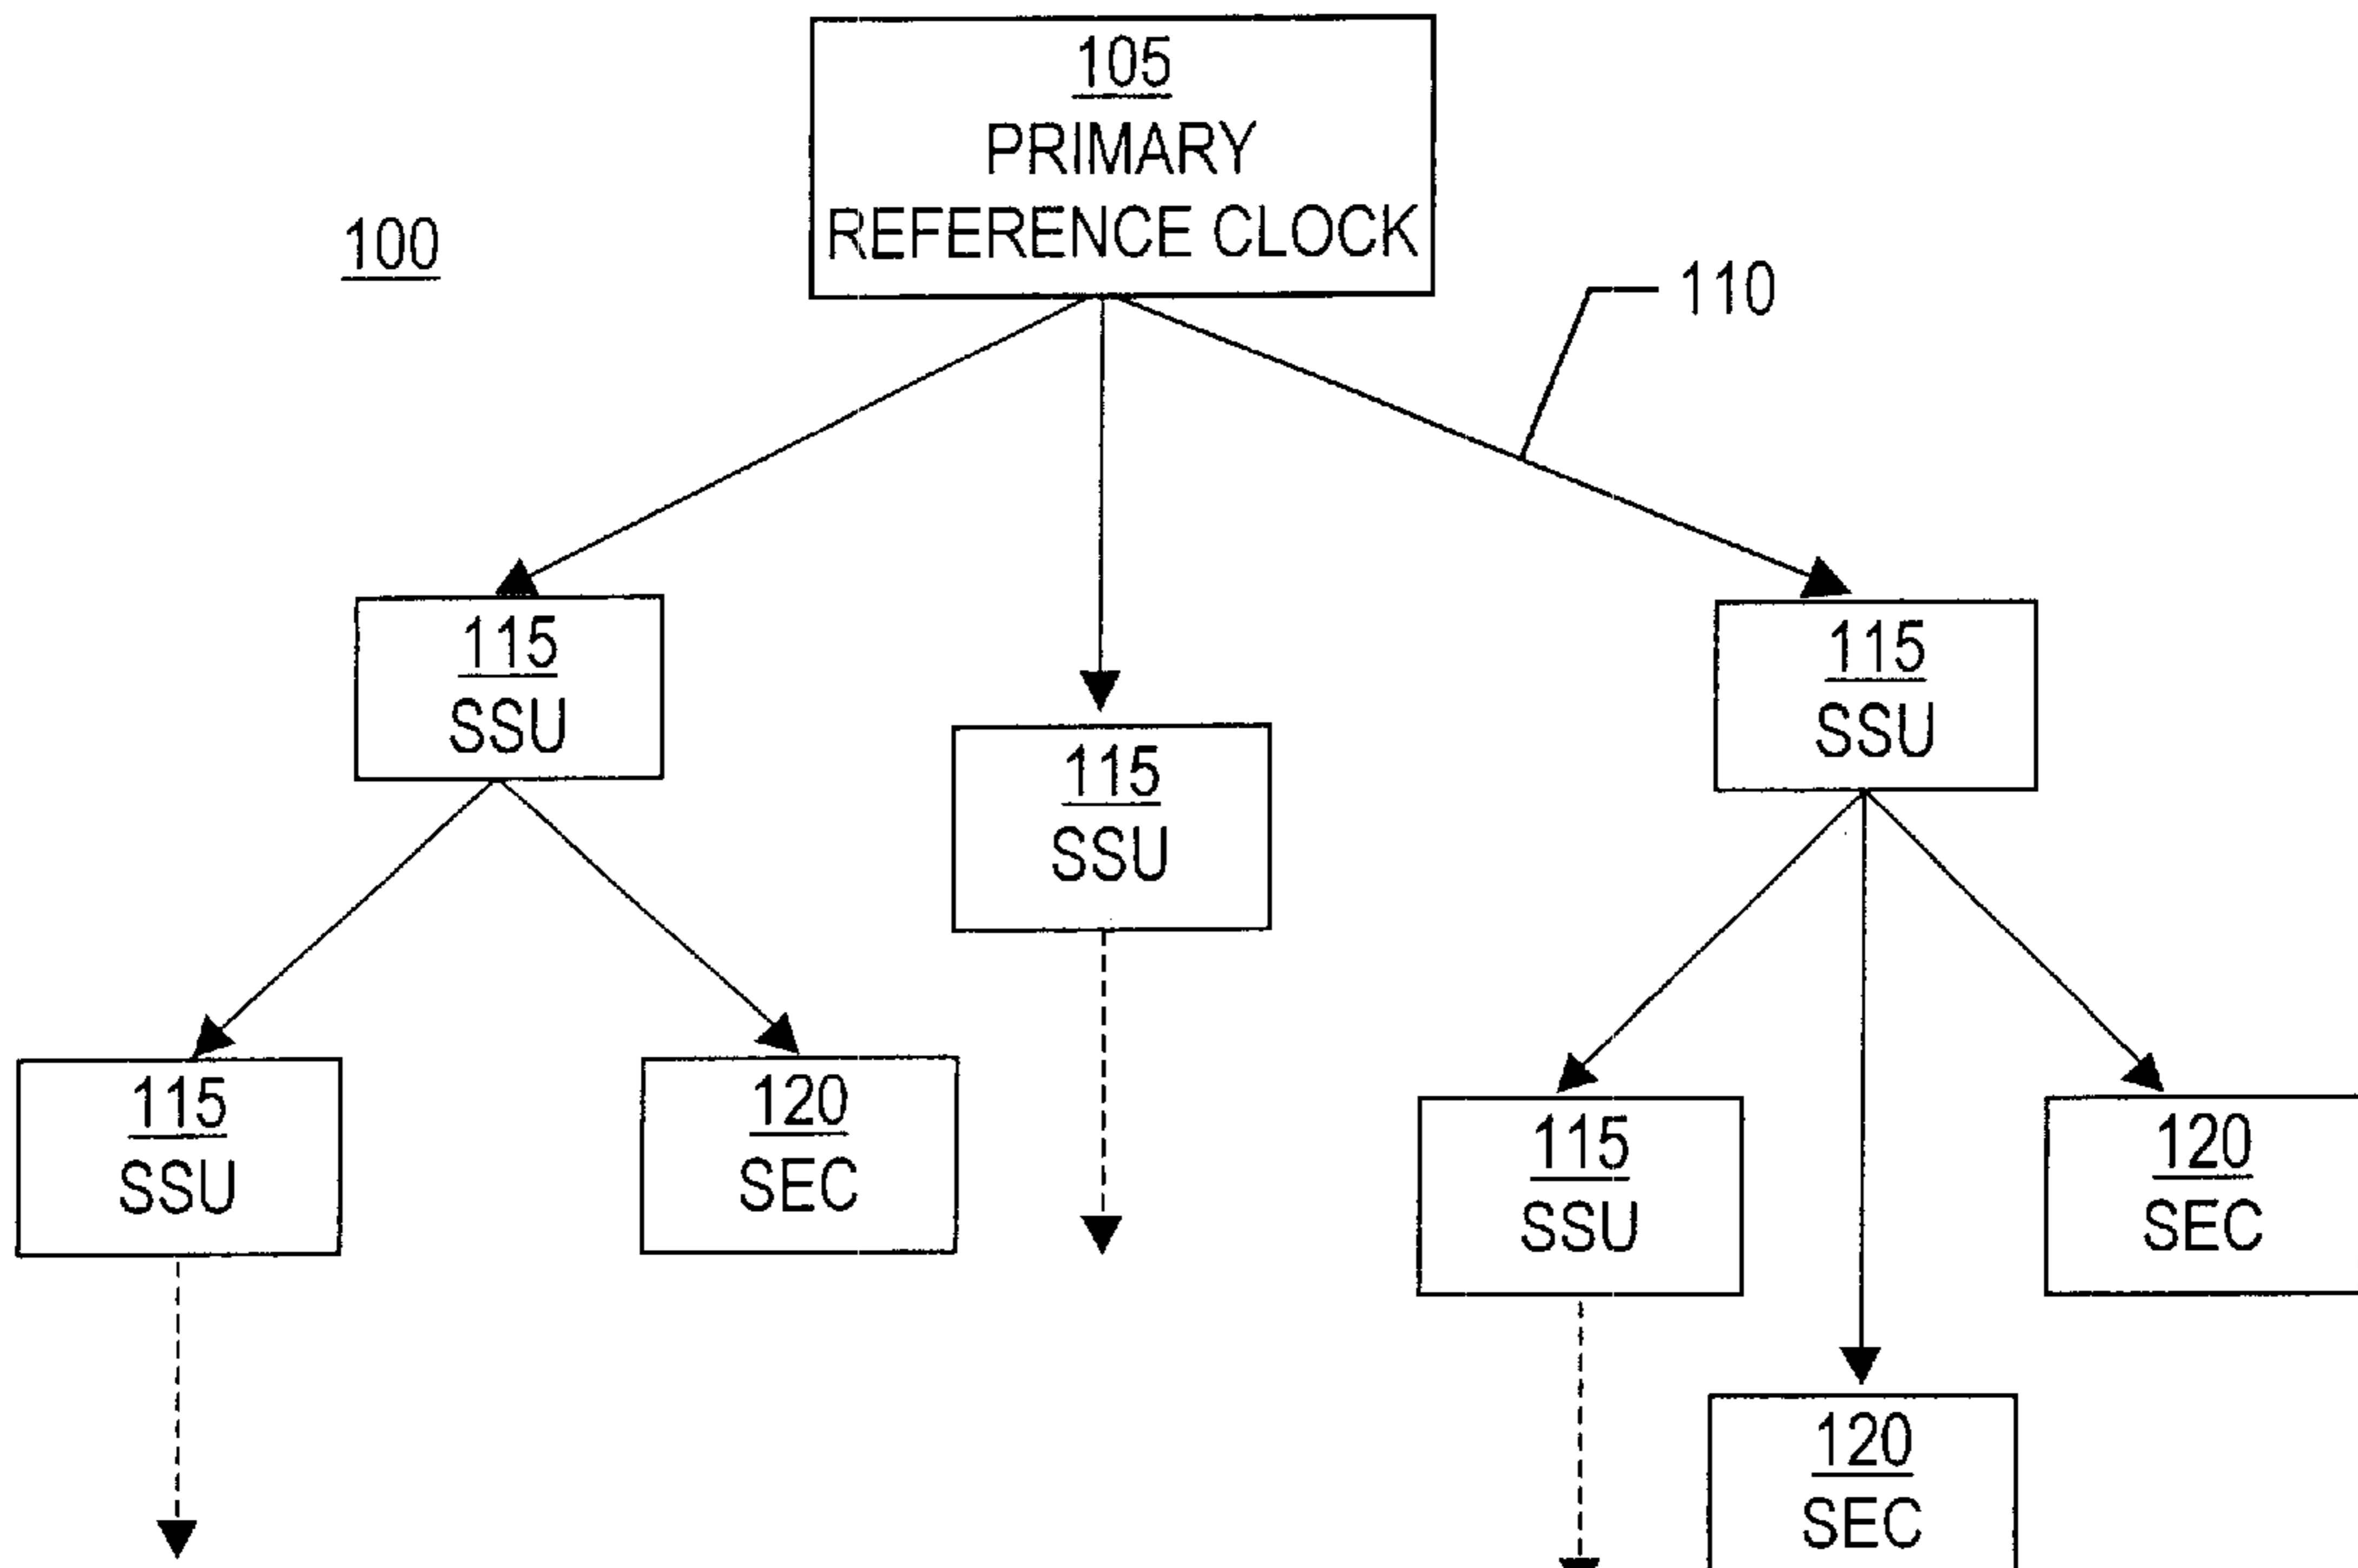 105
PRIMARY
REFERENCE CLOCK
100
110
115
SSU
115
SSU
115
SSU
115
SSU
120
SEC
115
SSU
120
SEC
120
SEC